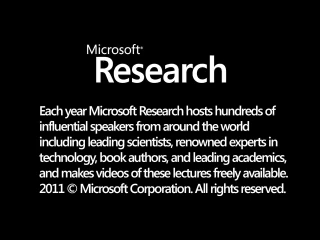 Microsoft®
Research
Each year Microsoft Research hosts hundreds of
influential speakers from around the world
including leading scientists, renowned experts in
technology, book authors, and leading academics,
and makes videos of these lectures freely available.
2011 © Microsoft Corporation. All rights reserved.